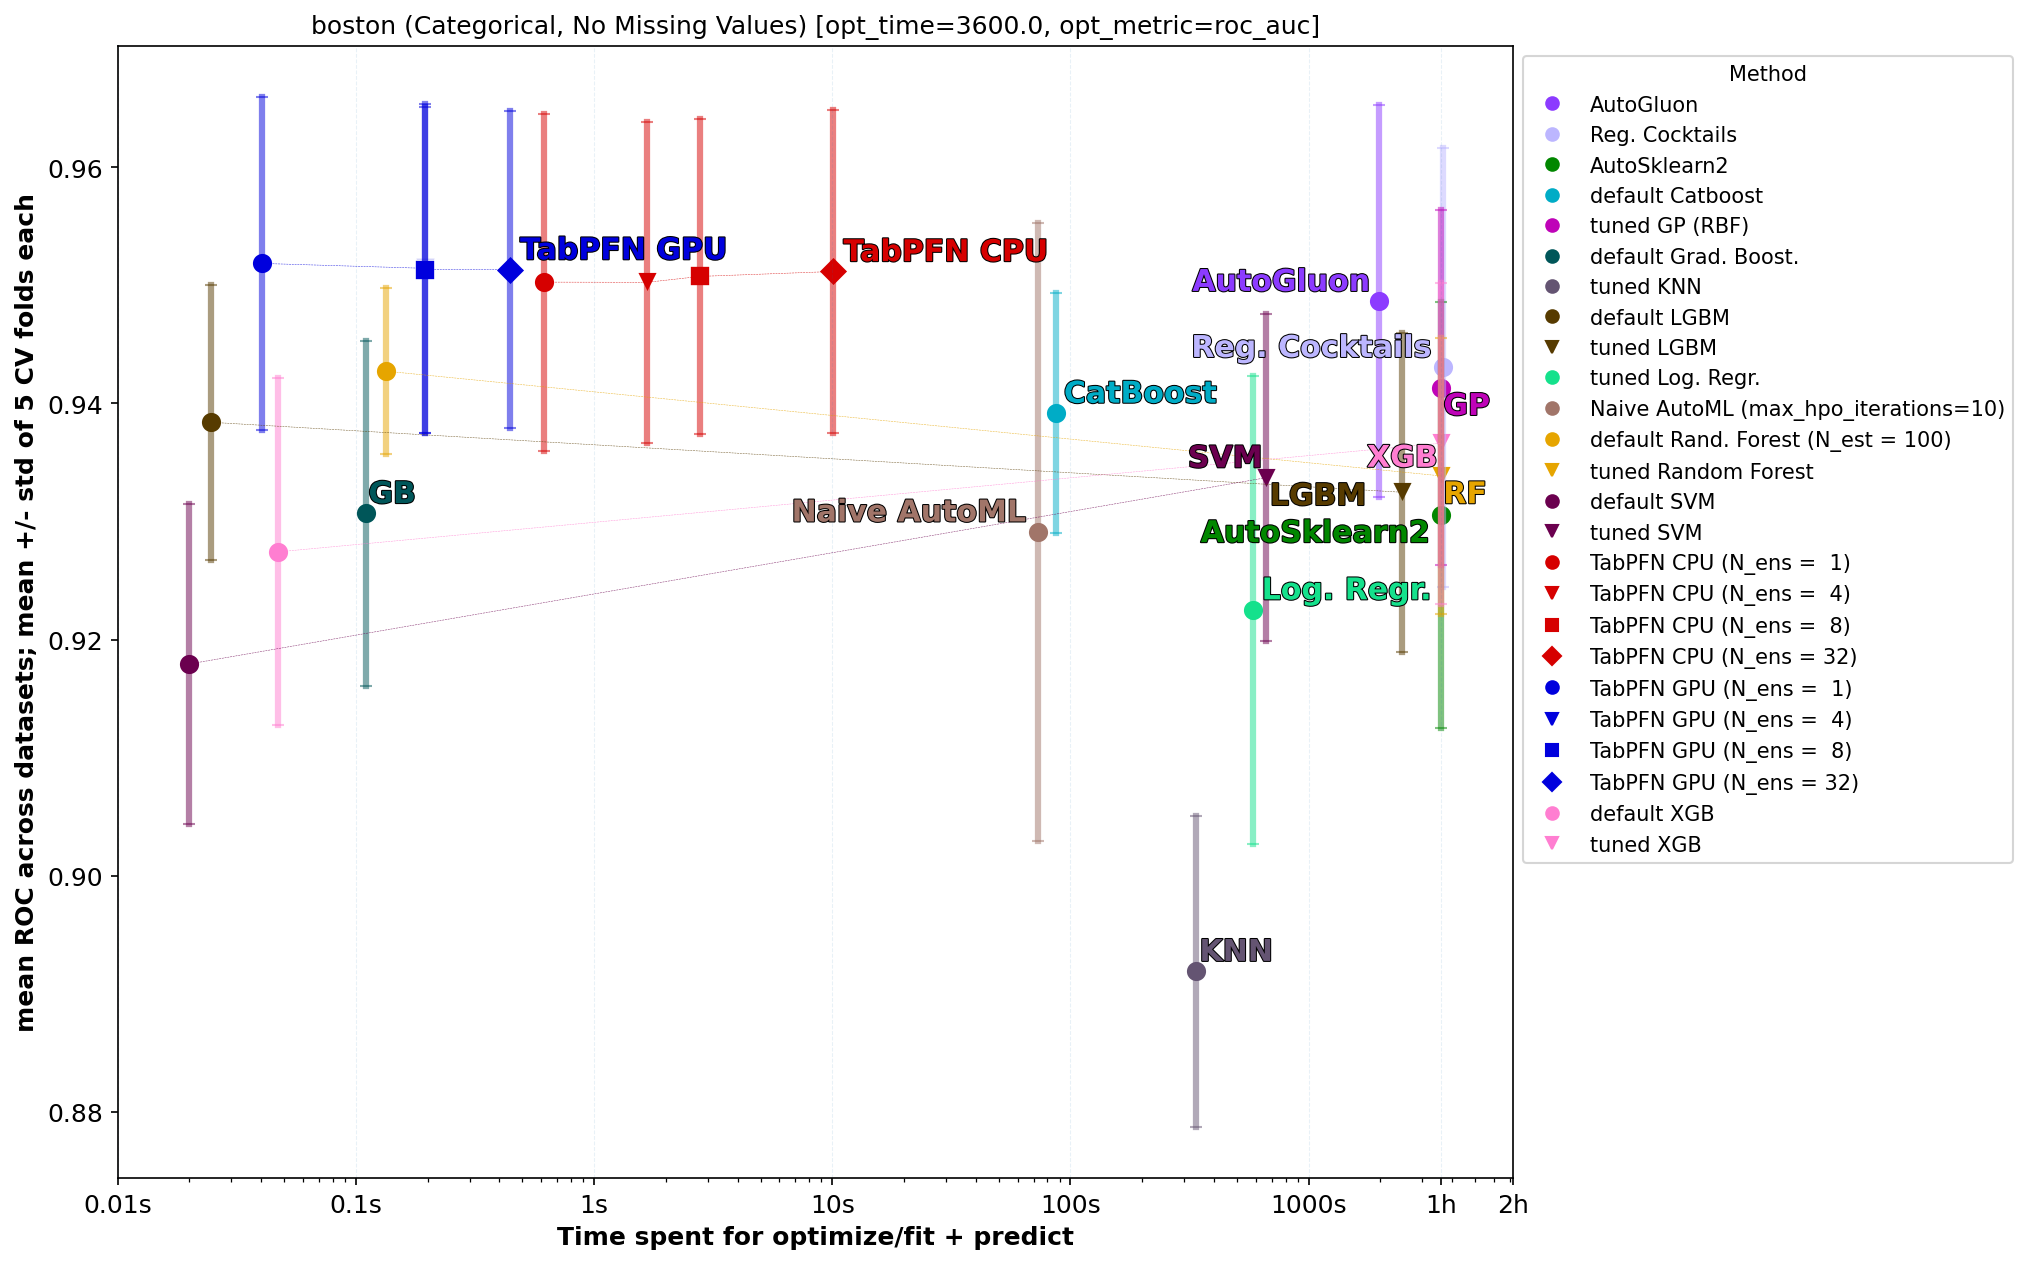 boston (Categorical, No Missing Values) [opt_time=3600.0, opt_metric=roc_auc]
mean ROC across datasets; mean +/- std of 5 CV folds each
0.96
0.94
0.92
0.90
0.88
TabPFN GPU
TabPFN CPU
AutoGluon
Reg. Cocktails
CatBoost
GP
SVM
XGB
GB
LGBM
RF
Naive AutoML
AutoSklearn2
Log. Regr.
KNN
0.01s
0.1s
1s
10s
100s
1000s
1h
2h
Time spent for optimize/fit + predict
Method
AutoGluon
Reg. Cocktails
AutoSklearn2
default Catboost
tuned GP (RBF)
default Grad. Boost.
tuned KNN
default LGBM
tuned LGBM
tuned Log. Regr.
Naive AutoML (max_hpo_iterations=10)
default Rand. Forest (N_est = 100)
tuned Random Forest
default SVM
tuned SVM
TabPFN CPU (N_ens =  1)
TabPFN CPU (N_ens =  4)
TabPFN CPU (N_ens =  8)
TabPFN CPU (N_ens = 32)
TabPFN GPU (N_ens =  1)
TabPFN GPU (N_ens =  4)
TabPFN GPU (N_ens =  8)
TabPFN GPU (N_ens = 32)
default XGB
tuned XGB